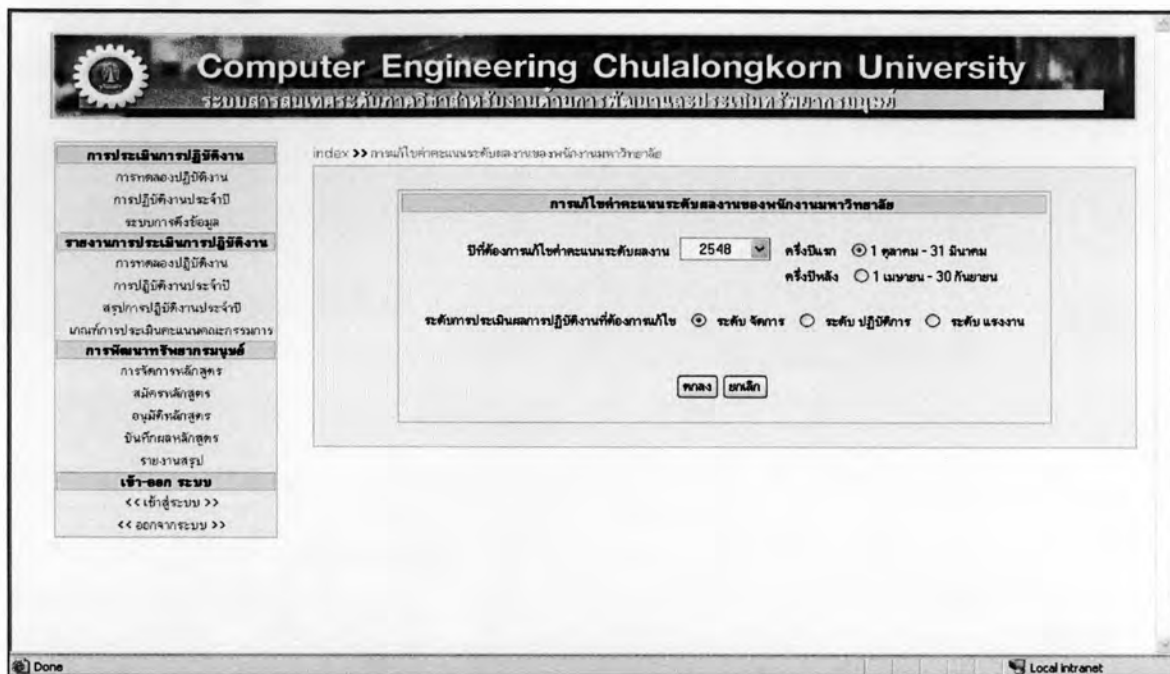 Computer Engineering Chulalongkorn University
ระบบสารสนเทศระดับภาควิชาสำหรับงานด้านการพัฒนาและประเมินทรัพยากรมนุษย์
การประเมินการปฏิบัติงาน
การทดลองปฏิบัติงาน
การปฏิบัติงานประจำปี
ระบบการดึงข้อมูล
รายงานการประเมินการปฏิบัติงาน
การทดลองปฏิบัติงาน
การปฏิบัติงานประจำปี
สรุปการปฏิบัติงานประจำปี
เกณฑ์การประเมินคะแนนคณะกรรมการ
การพัฒนาทรัพยากรมนุษย์
การจัดการหลักสูตร
สมัครหลักสูตร
อนุมัติหลักสูตร
บันทึกผลหลักสูตร
รายงานสรุป
เข้า-ออก ระบบ
<< เข้าสู่ระบบ >>
<< ออกจากระบบ >>
index >> การแก้ไขค่าคะแนนระดับผลงานของพนักงานมหาวิทยาลัย
การแก้ไขค่าคะแนนระดับผลงานของพนักงานมหาวิทยาลัย
ปีที่ต้องการแก้ไขค่าคะแนนระดับผลงาน 2548 ครึ่งปีแรก 1 ตุลาคม - 31 มีนาคม
ครึ่งปีหลัง 1 เมษายน - 30 กันยายน
ระดับการประเมินผลการปฏิบัติงานที่ต้องการแก้ไข ระดับ จัดการ ระดับ ปฏิบัติการ ระดับ แรงงาน
ตกลง ยกเลิก
Done Local intranet